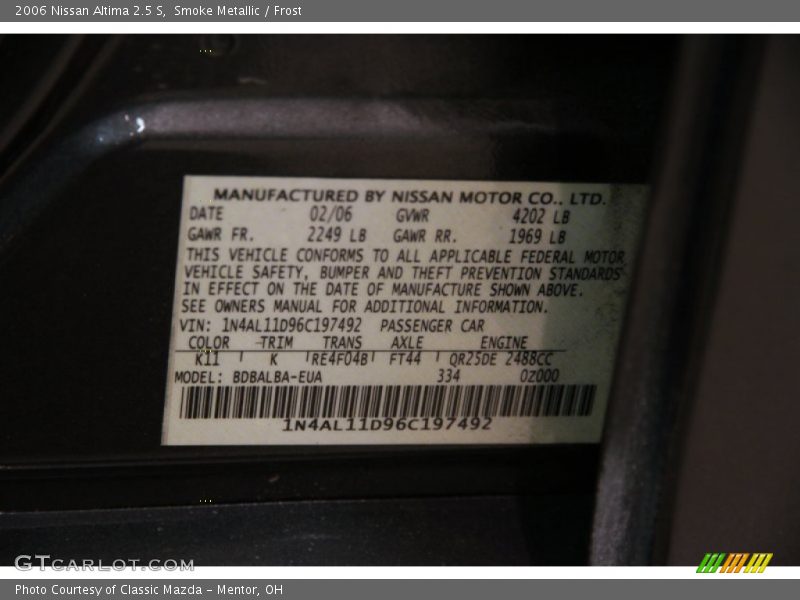 2006 Nissan Altima 2.5 S, Smoke Metallic / Frost
MANUFACTURED BY NISSAN MOTOR CO., LTD.
DATE 02/06 GVWR 4202 LB
GAWR FR. 2249 LB GAWR RR. 1969 LB
THIS VEHICLE CONFORMS TO ALL APPLICABLE FEDERAL MOTOR
VEHICLE SAFETY, BUMPER AND THEFT PREVENTION STANDARDS
IN EFFECT ON THE DATE OF MANUFACTURE SHOWN ABOVE.
SEE OWNERS MANUAL FOR ADDITIONAL INFORMATION.
VIN: 1N4AL11D96C197492 PASSENGER CAR
COLOR TRIM TRANS AXLE ENGINE
K11 K RE4F04B FT44 QR25DE 2488CC
MODEL: BDBALBA-EUA 334 0Z000
1N4AL11D96C197492
GTCARLOT.COM
Photo Courtesy of Classic Mazda - Mentor, OH